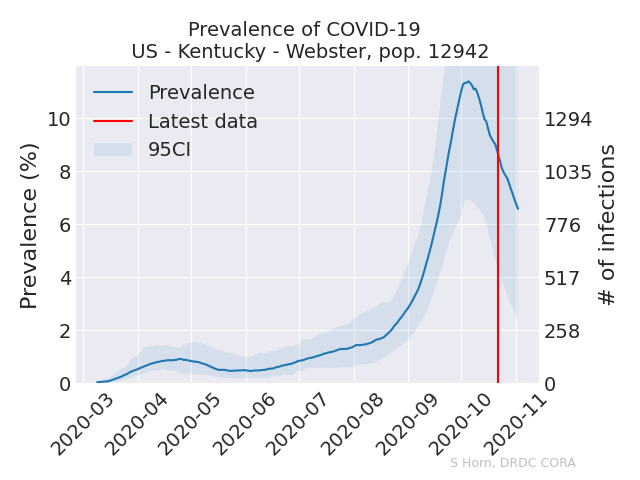 Prevalence of COVID-19
US - Kentucky - Webster, pop. 12942
Prevalence
Latest data
95CI
Prevalence (%)
10
8
6
4
2
0
1294
1035
776
517
258
0
# of infections
2020-03
2020-04
2020-05
2020-06
2020-07
2020-08
2020-09
2020-10
2020-11
S Horn, DRDC CORA